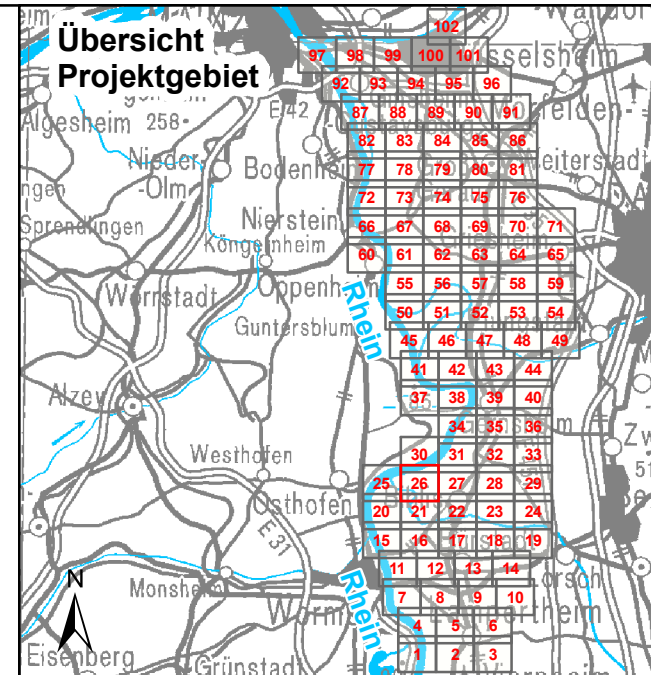 Übersicht
Projektgebiet
102
97 98 99 100 101
sselsheim
92 93 94 95 96
E 42
87 88 89 90 91
Algesheim 258
82 83 84 85 86
Nieder-
-Olm
Bodenheim
Weiterstadt
77 78 79 80 81
72 73 74 75 76
Sprendlingen
Nierstein
66 67 68 69 70 71
Köngernheim
60 61 62 63 64 65
Wörrstadt
Oppenh
55 56 57 58 59
Rhein
50 51 52 53 54
Guntersblum
45 46 47 48 49
41 42 43 44
Alzey
37 38 39 40
34 35 36
Westhofen
30 31 32 33
25 26 27 28 29
Osthofen
20 21 22 23 24
E 31
15 16 17 18 19
11 12 13 14
Lorsch
Monsheim
Rhein
N
7 8 9 10
Worms
4 5 6
Eisenberg
Grünstadt
1 2 3